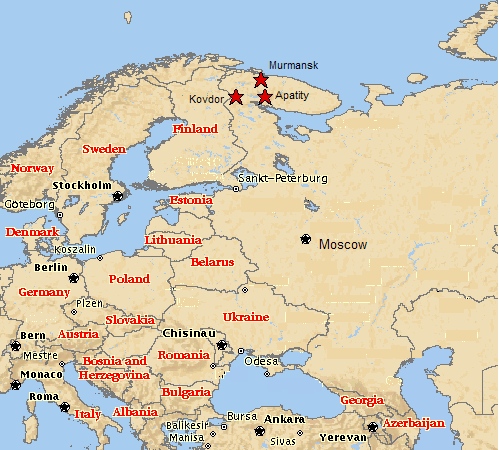 Murmansk
Kovdor
Apatity
Finland
Sweden
Norway
Stockholm
Sankt-Peterburg
Göteborg
Estonia
Denmark
Lithuania
Moscow
Koszalin
Belarus
Berlin
Poland
Germany
Plzen
Slovakia
Ukraine
Bern
Austria
Chisinau
Mestre
Bosnia and
Herzegovina
Romania
Odesa
Monaco
Bulgaria
Roma
Georgia
Italy
Albania
Bursa
Ankara
Azerbaijan
Balikesir
Manisa
Sivas
Yerevan